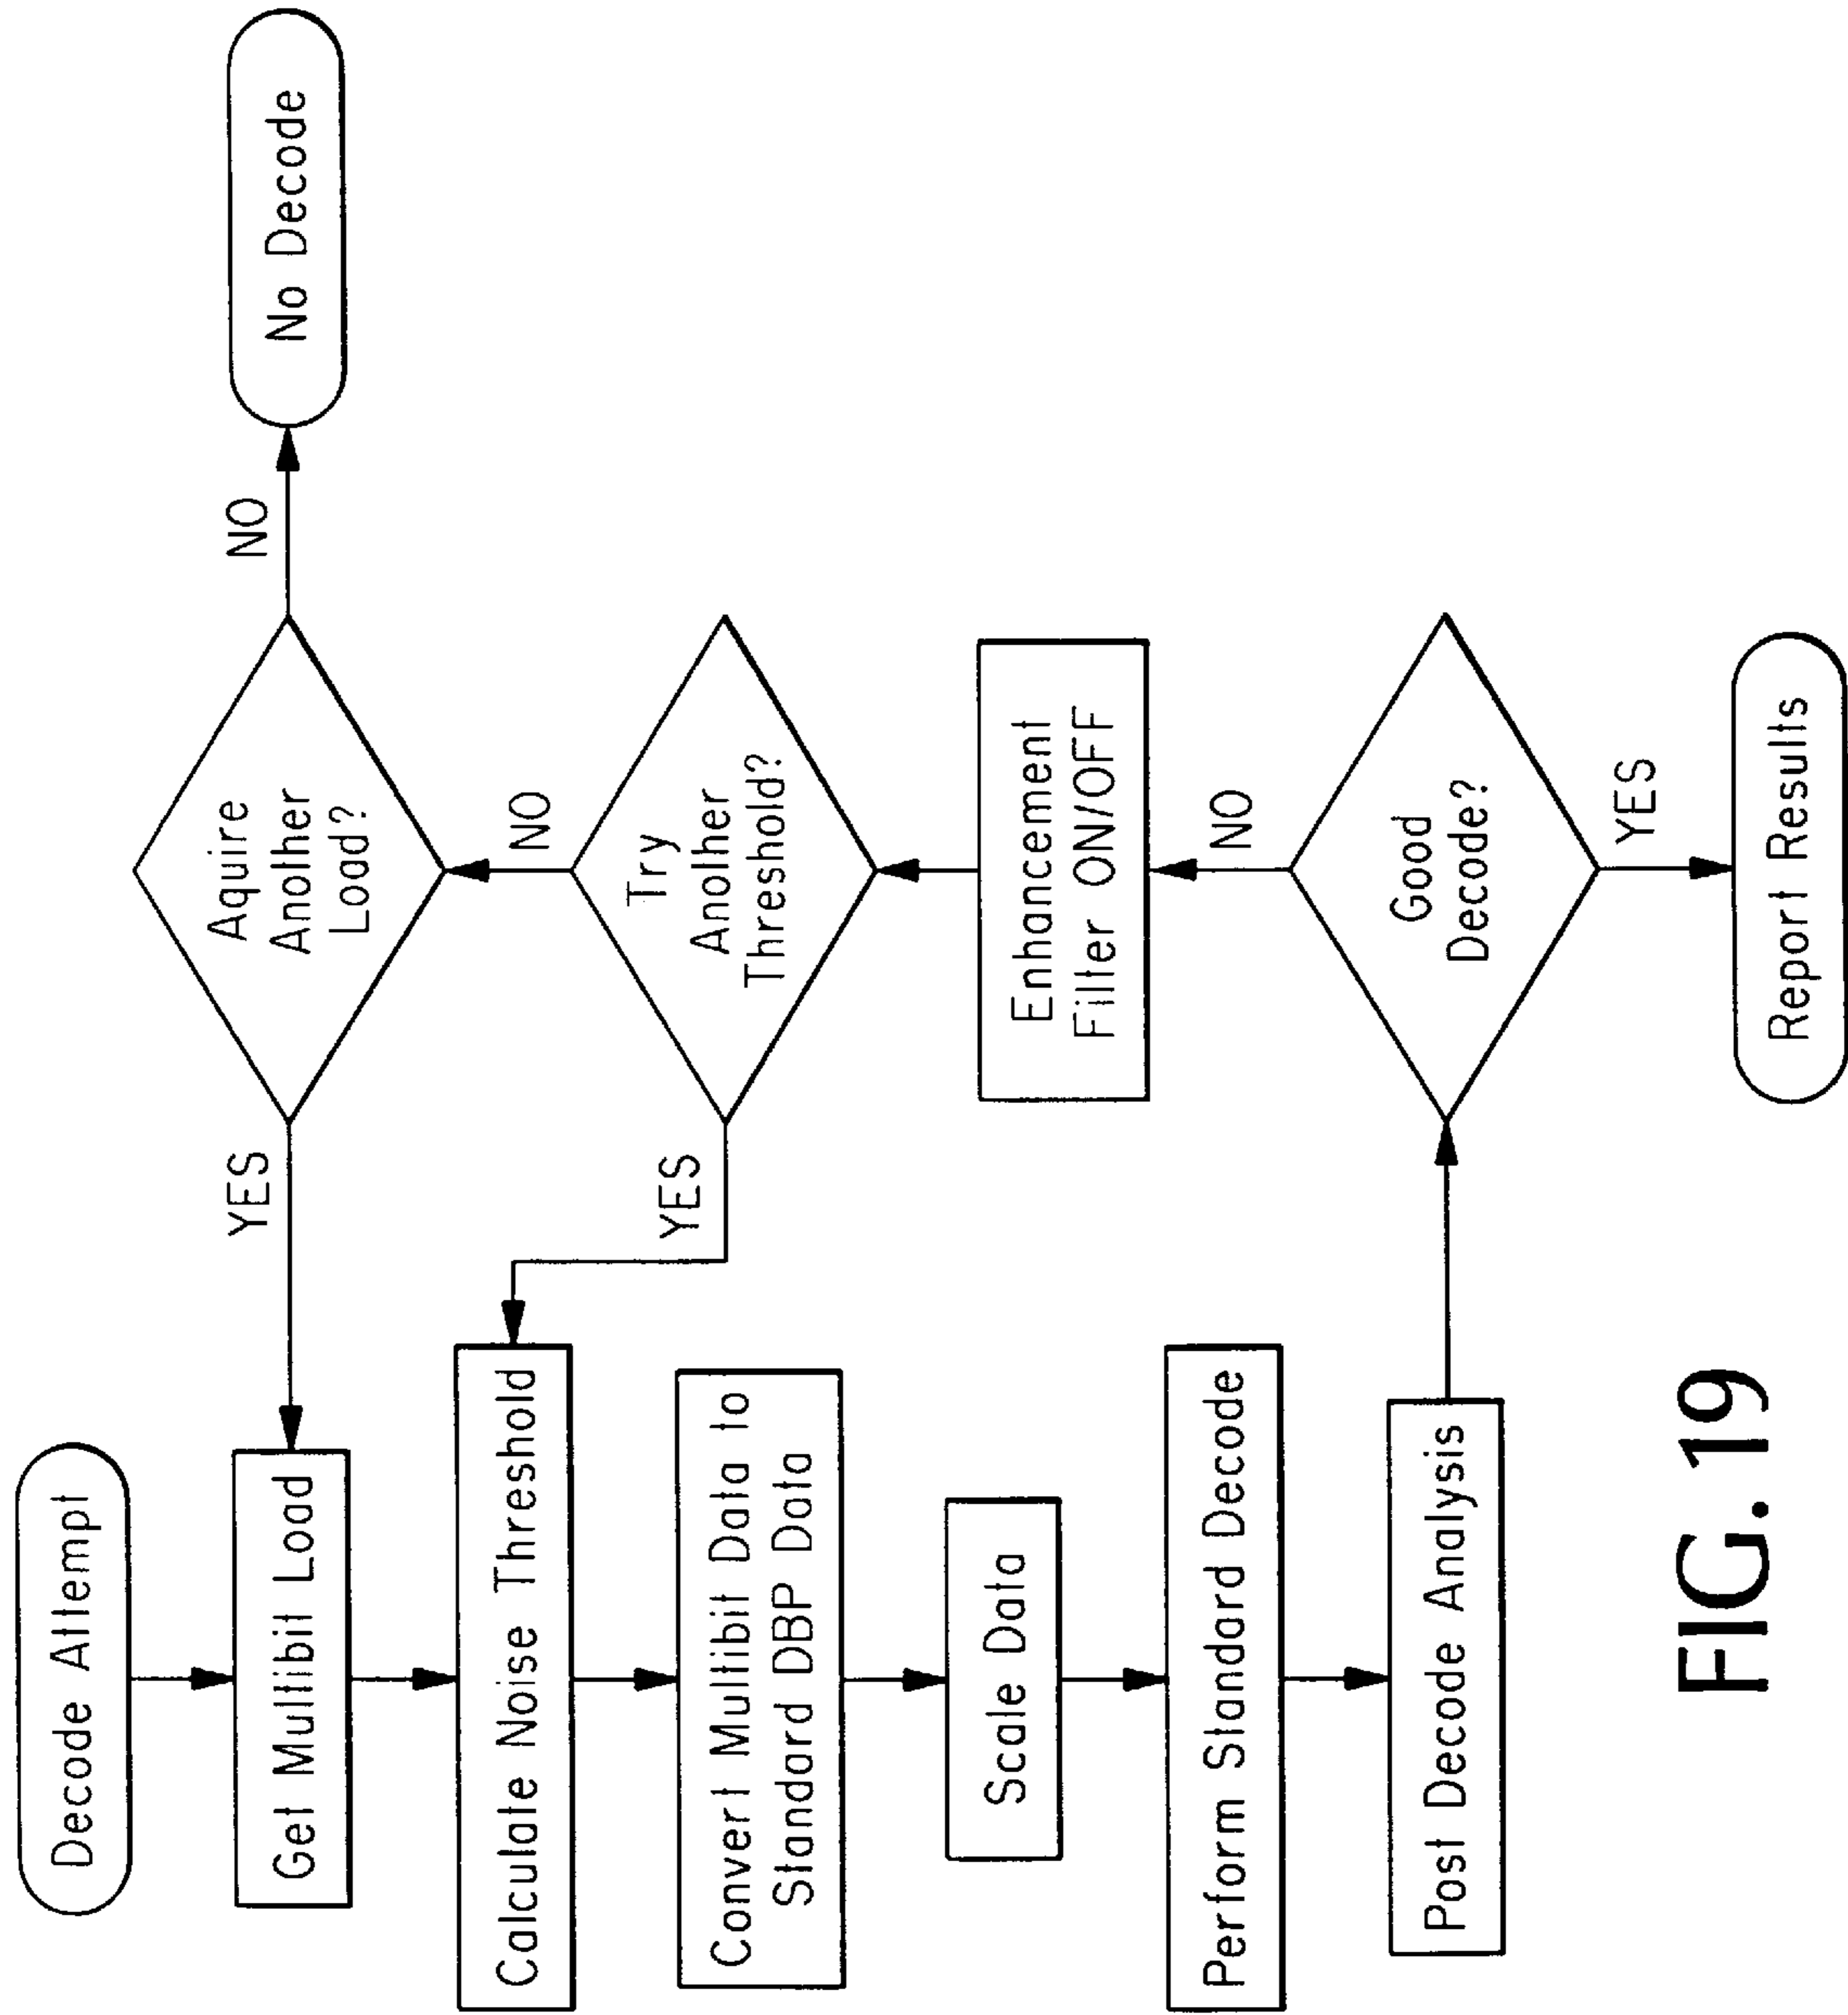 Decode Attempt
Get Multibit Load
Calculate Noise Threshold
Convert Multibit Data to
Standard DBP Data
Scale Data
Perform Standard Decode
Post Decode Analysis
YES
Aquire
Another
Load?
NO
No Decode
YES
Try
Another
Threshold?
NO
Enhancement
Filter ON/OFF
NO
Good
Decode?
YES
Report Results
FIG. 19